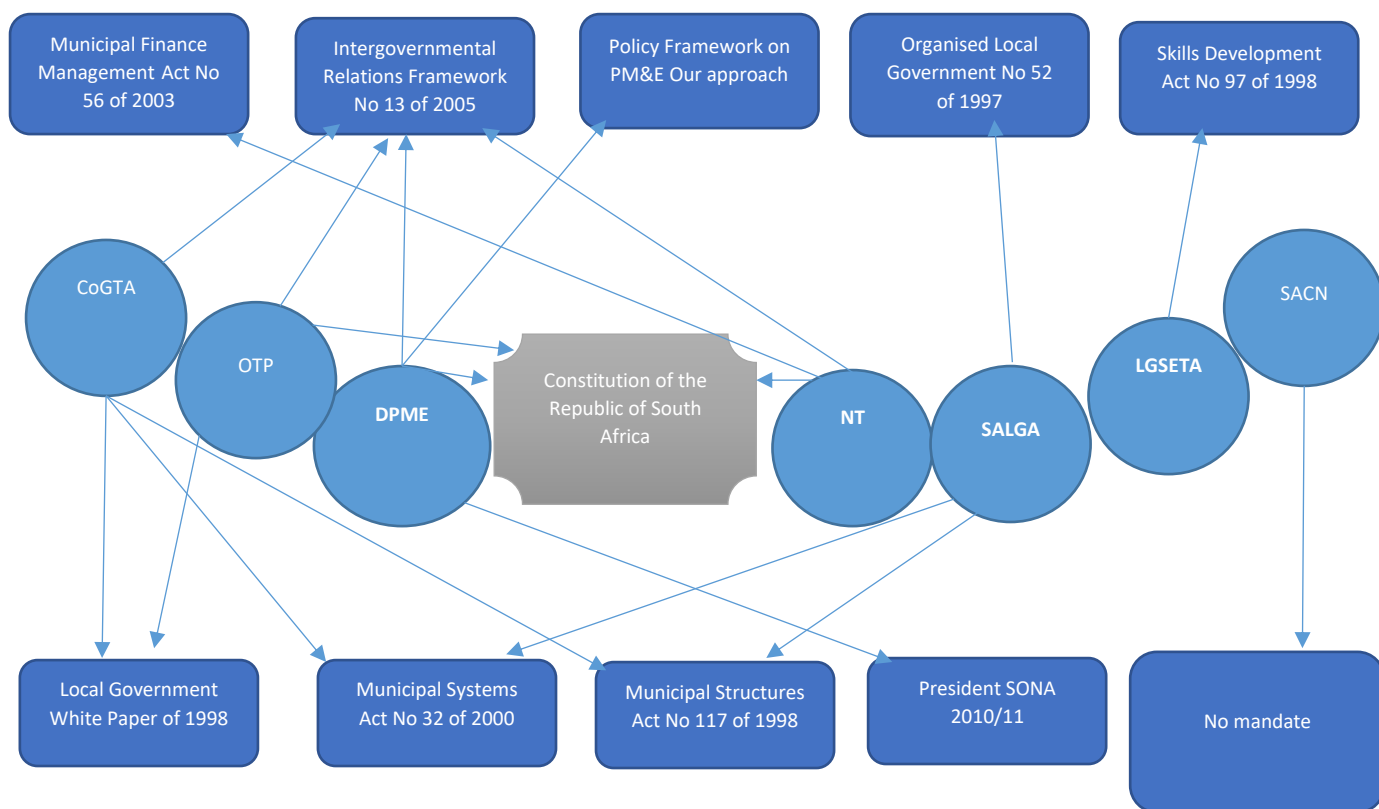 Municipal Finance
Management Act No
56 of 2003
Intergovernmental
Relations Framework
No 13 of 2005
Policy Framework on
PM&E Our approach
Organised Local
Government No 52
of 1997
Skills Development
Act No 97 of 1998
CoGTA
OTP
DPME
Constitution of the
Republic of South
Africa
NT
SALGA
LGSETA
SACN
Local Government
White Paper of 1998
Municipal Systems
Act No 32 of 2000
Municipal Structures
Act No 117 of 1998
President SONA
2010/11
No mandate